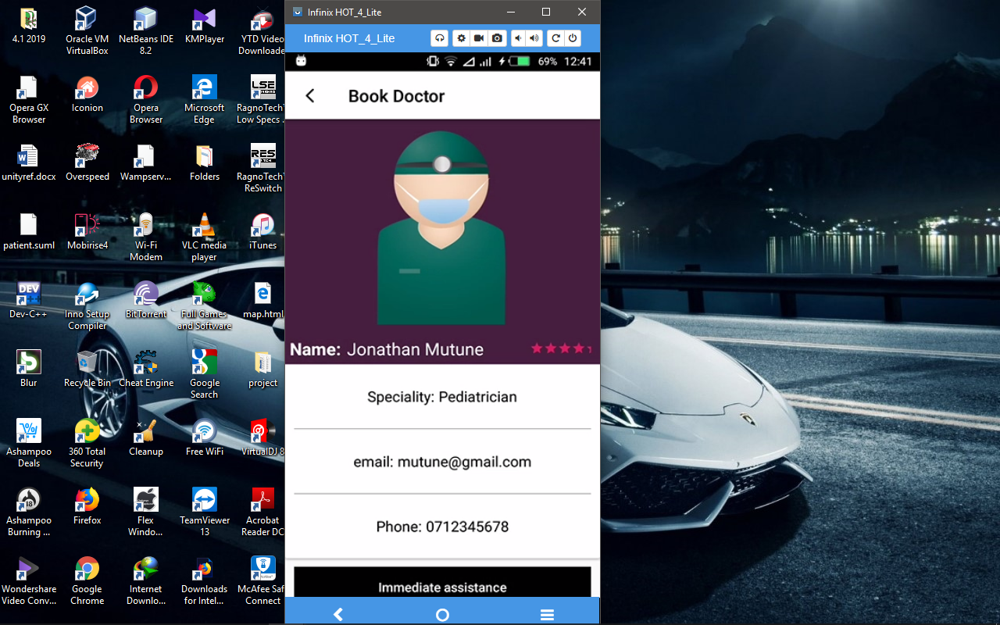 4.1 2019
Oracle VM
VirtualBox
NetBeans IDE
8.2
KMPlayer
YTD Video
Downloade
Opera GX
Browser
Iconion
Opera
Browser
Microsoft
Edge
LSE
RagnoTech
Low Specs .
unityref.docx
Overspeed
Wampserv...
Folders
RES
RagnoTech
ReSwitch
patient.suml
Mobirise4
Wi-Fi
Modem
VLC media
player
iTunes
DEV
C++
Dev-C++
Inno Setup
Compiler
BitTorrent
Full Games
and Software
map.html
Blur
Recycle Bin
Cheat Engine
Google
Search
project
Ashampoo
Deals
360 Total
Security
Cleanup
Free WiFi
VirtualDJ 8
18
Ashampoo
Burning ...
Firefox
Flex
Windo...
TeamViewer
13
Acrobat
Reader DC
Wondershare
Video Conv...
Google
Chrome
Internet
Downlo...
Downloads
for Intel...
McAfee Saf
Connect
Infinix HOT_4_Lite
Infinix HOT_4_Lite
69% 12:41
Book Doctor
Name: Jonathan Mutune
Speciality: Pediatrician
email: mutune@gmail.com
Phone: 0712345678
Immediate assistance